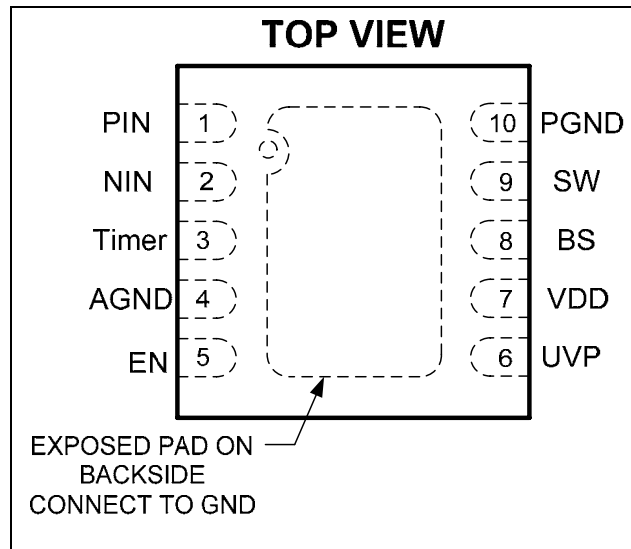 TOP VIEW
PIN 1 10 PGND
NIN 2 9 SW
Timer 3 8 BS
AGND 4 7 VDD
EN 5 6 UVP
EXPOSED PAD ON
BACKSIDE
CONNECT TO GND